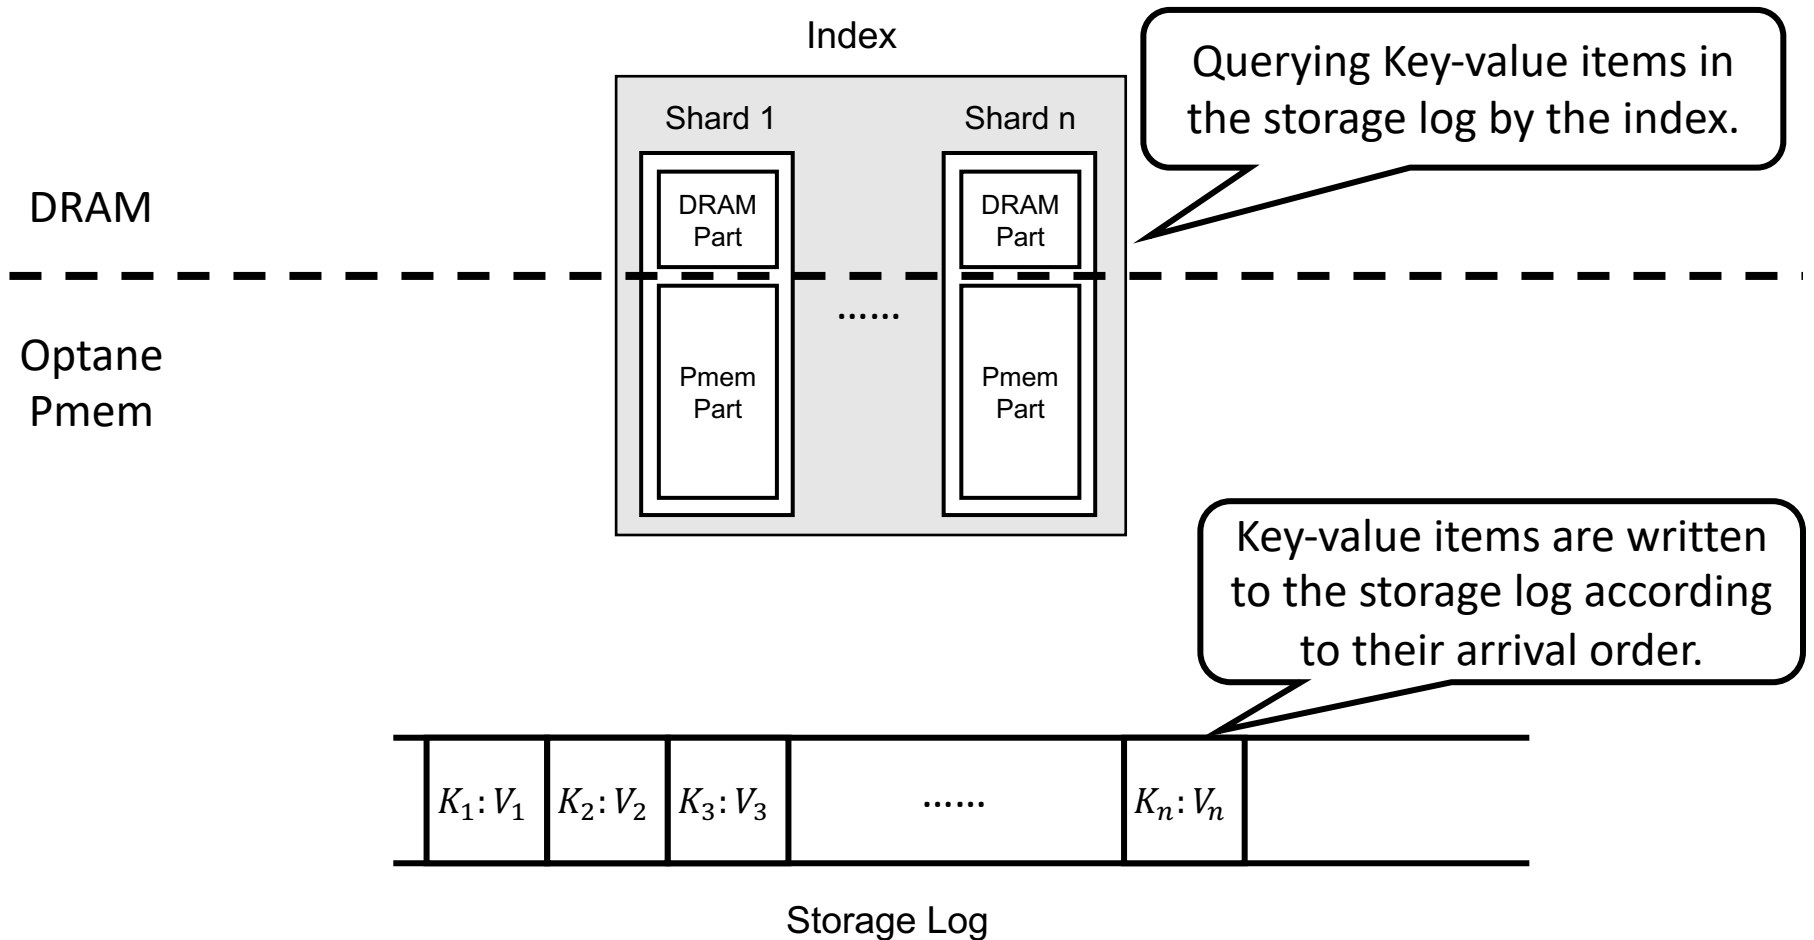 Index
Querying Key-value items in
the storage log by the index.
Shard 1
Shard n
DRAM
DRAM
Part
DRAM
Part
......
Optane
Pmem
Pmem
Part
Pmem
Part
Key-value items are written
to the storage log according
to their arrival order.
K₁: V₁
K₂: V₂
K₃: V₃
......
Kₙ: Vₙ
Storage Log